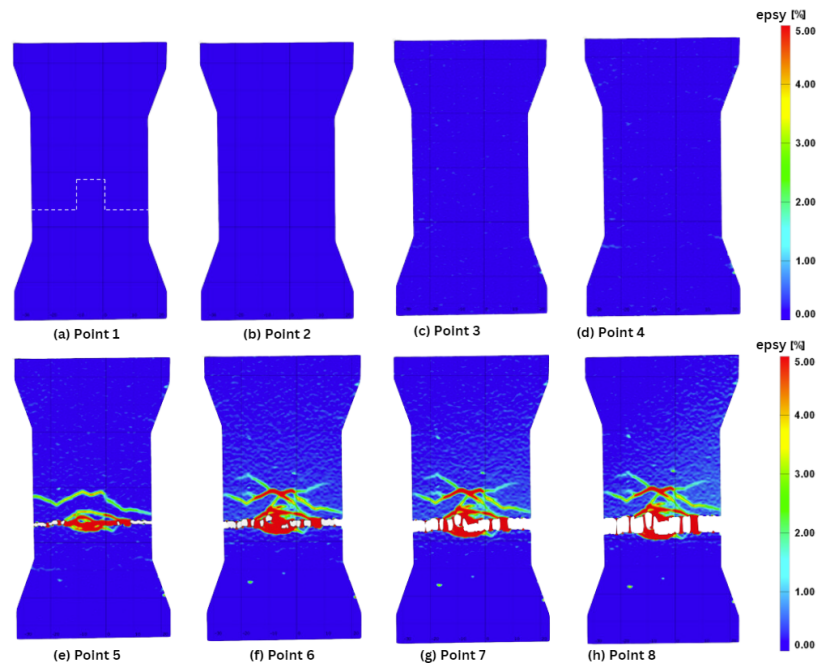 epsy [%]
5.00
4.00
3.00
2.00
1.00
0.00
(a) Point 1
(b) Point 2
(c) Point 3
(d) Point 4
epsy [%]
5.00
4.00
3.00
2.00
1.00
0.00
(e) Point 5
(f) Point 6
(g) Point 7
(h) Point 8